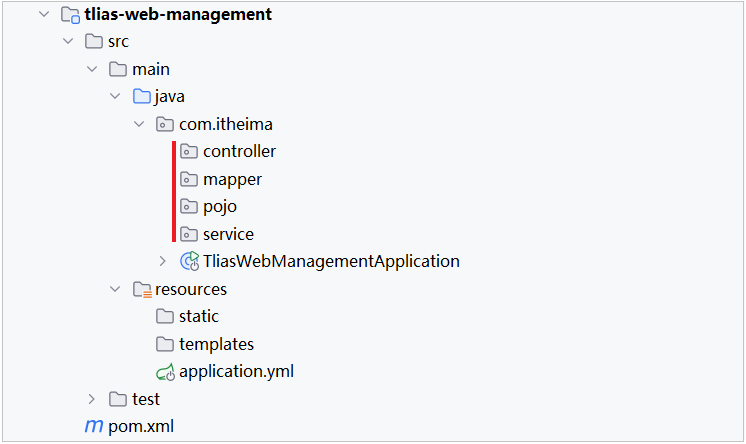 tlias-web-management
src
main
java
com.itheima
controller
mapper
pojo
service
TliasWebManagementApplication
resources
static
templates
application.yml
test
pom.xml